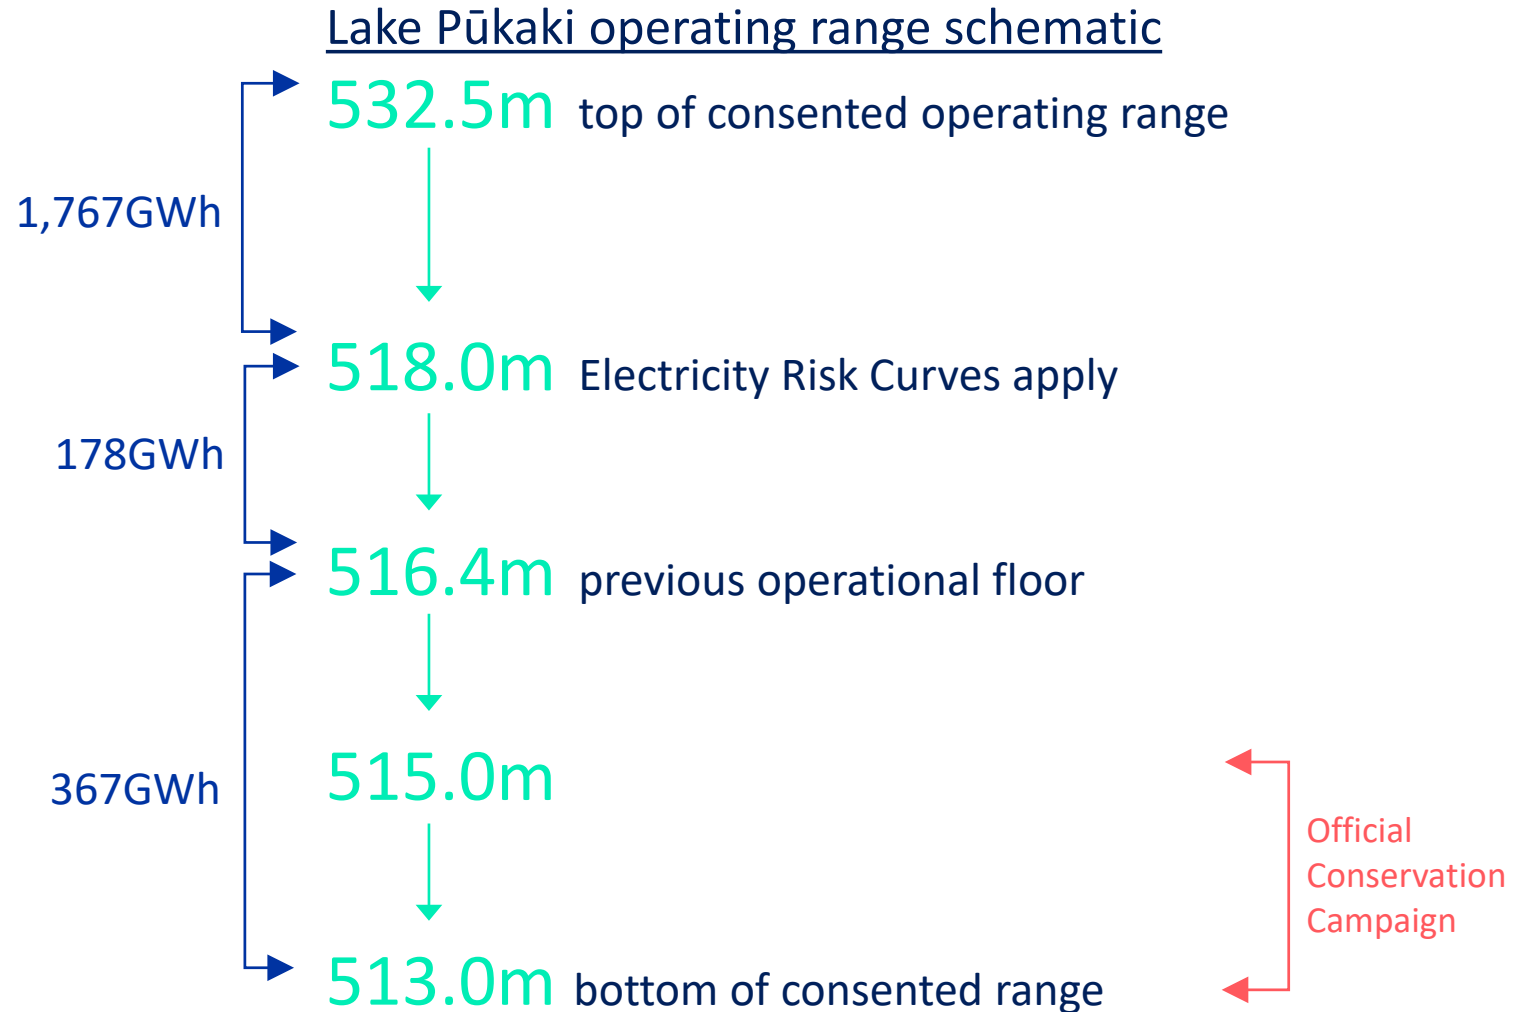 Lake Pūkaki operating range schematic
532.5m top of consented operating range
1,767GWh
518.0m Electricity Risk Curves apply
178GWh
516.4m previous operational floor
367GWh
515.0m
Official
Conservation
Campaign
513.0m bottom of consented range